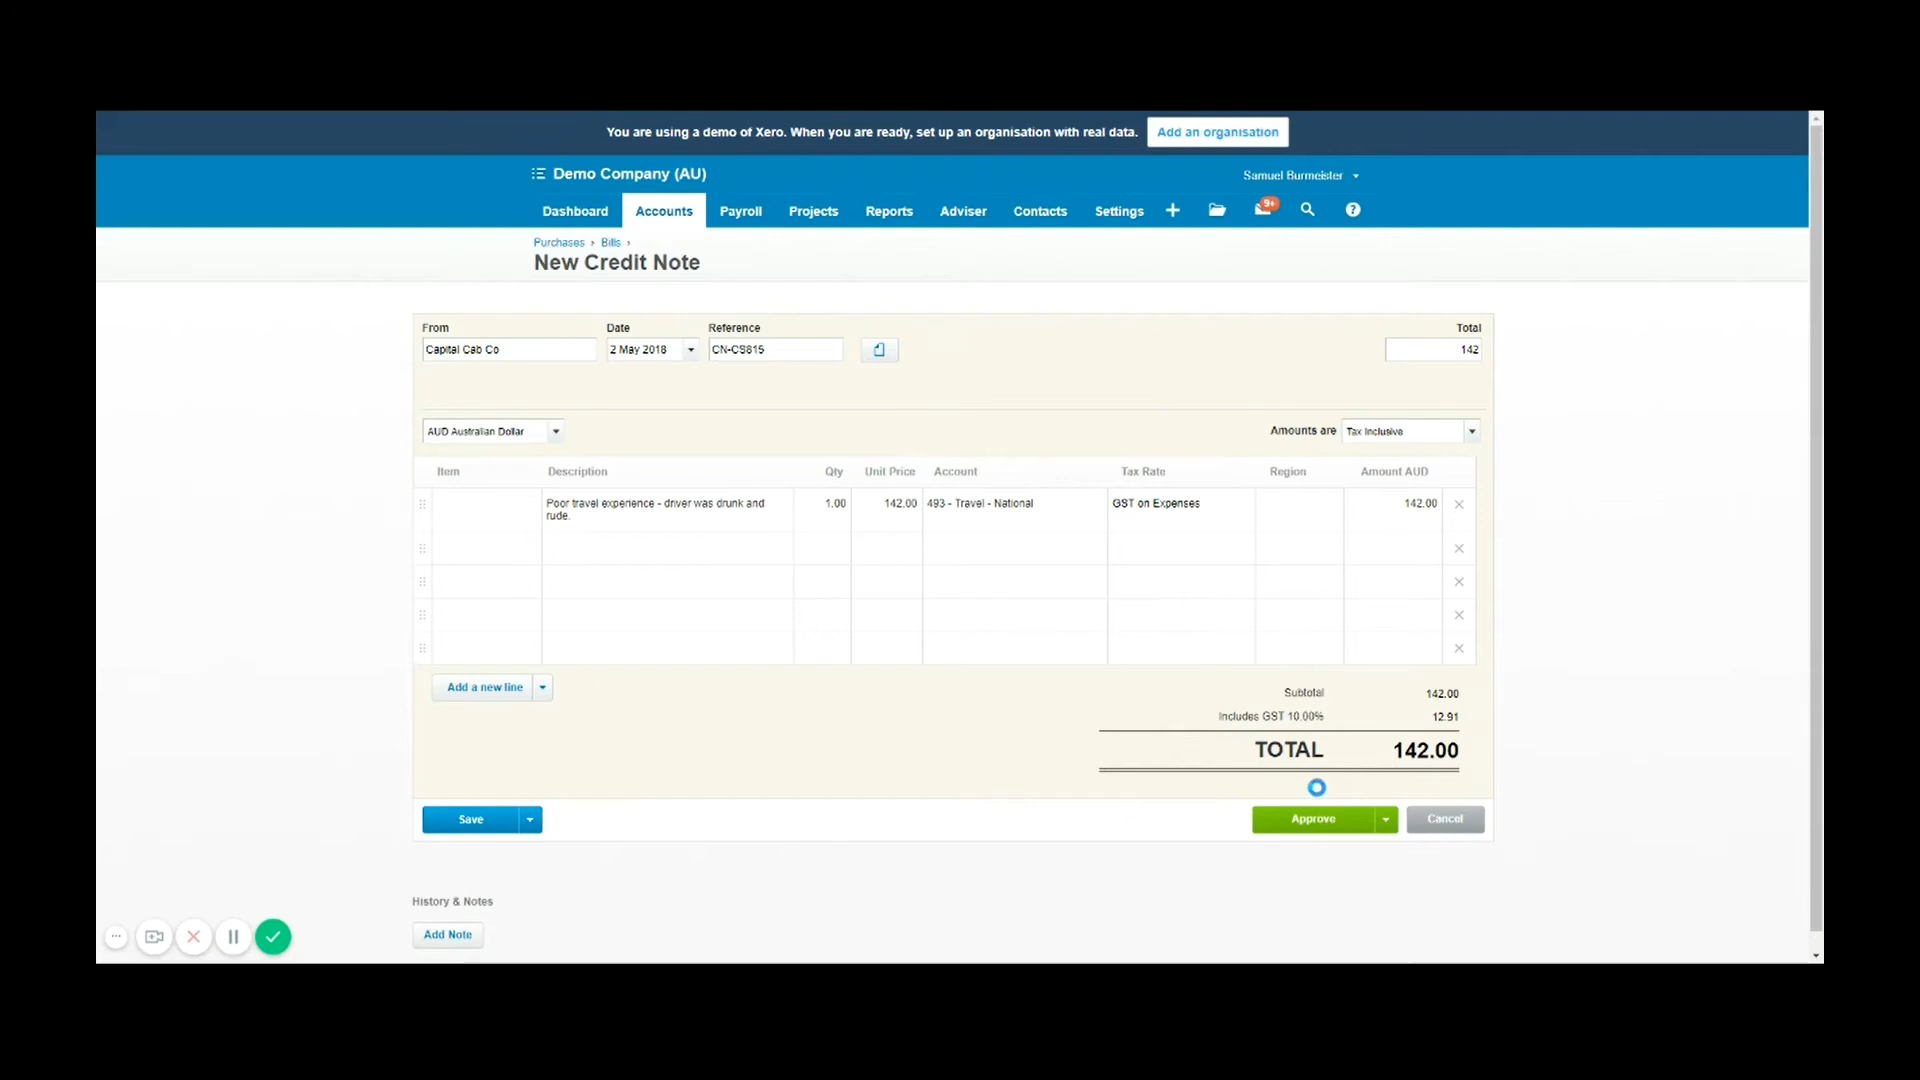 You are using a demo of Xero. When you are ready, set up an organisation with real data. Add an organisation
Demo Company (AU) Samuel Burmeister
Dashboard Accounts Payroll Projects Reports Adviser Contacts Settings 9+ ?
Purchases › Bills ›
New Credit Note
From Date Reference Total
Capital Cab Co 2 May 2018 CN-CS815 142
AUD Australian Dollar Amounts are Tax Inclusive
Item Description Qty Unit Price Account Tax Rate Region Amount AUD
Poor travel experience - driver was drunk and 1.00 142.00 493 - Travel - National GST on Expenses 142.00
rude.
Add a new line
Subtotal 142.00
Includes GST 10.00% 12.91
TOTAL 142.00
Save Approve Cancel
History & Notes
Add Note